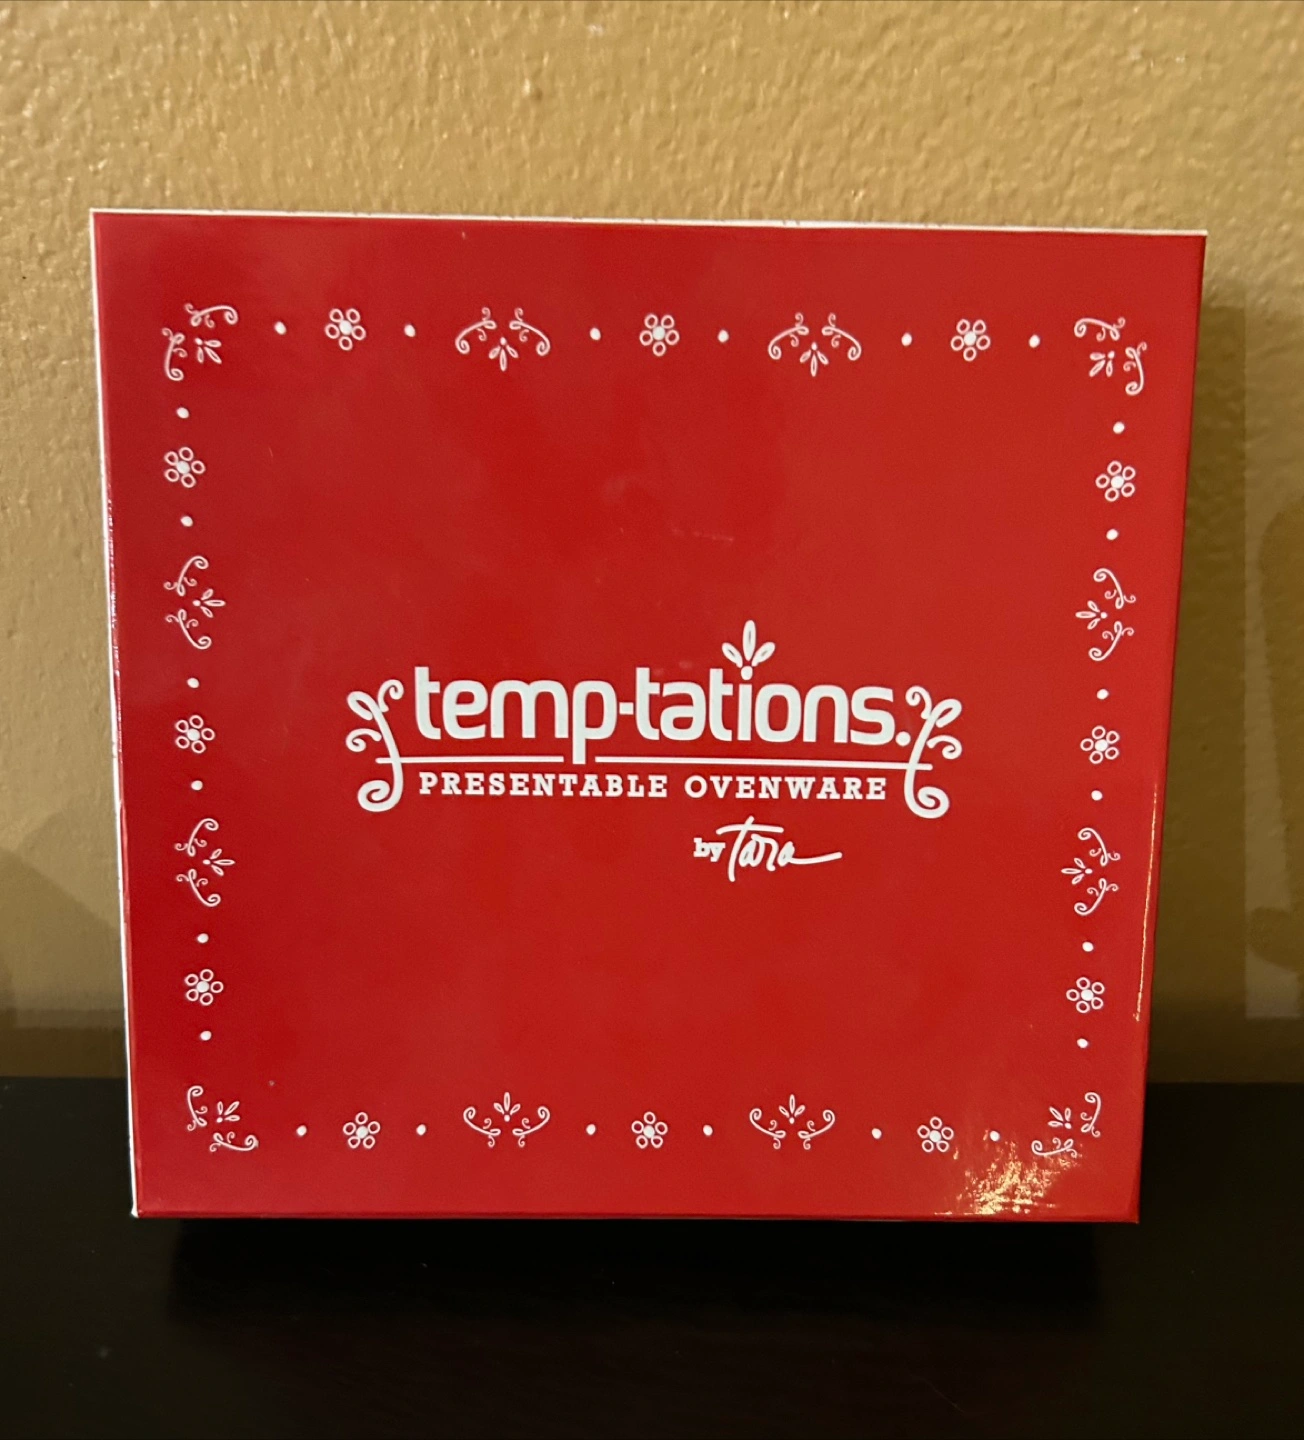 temp-tations.
PRESENTABLE OVENWARE
by Tara